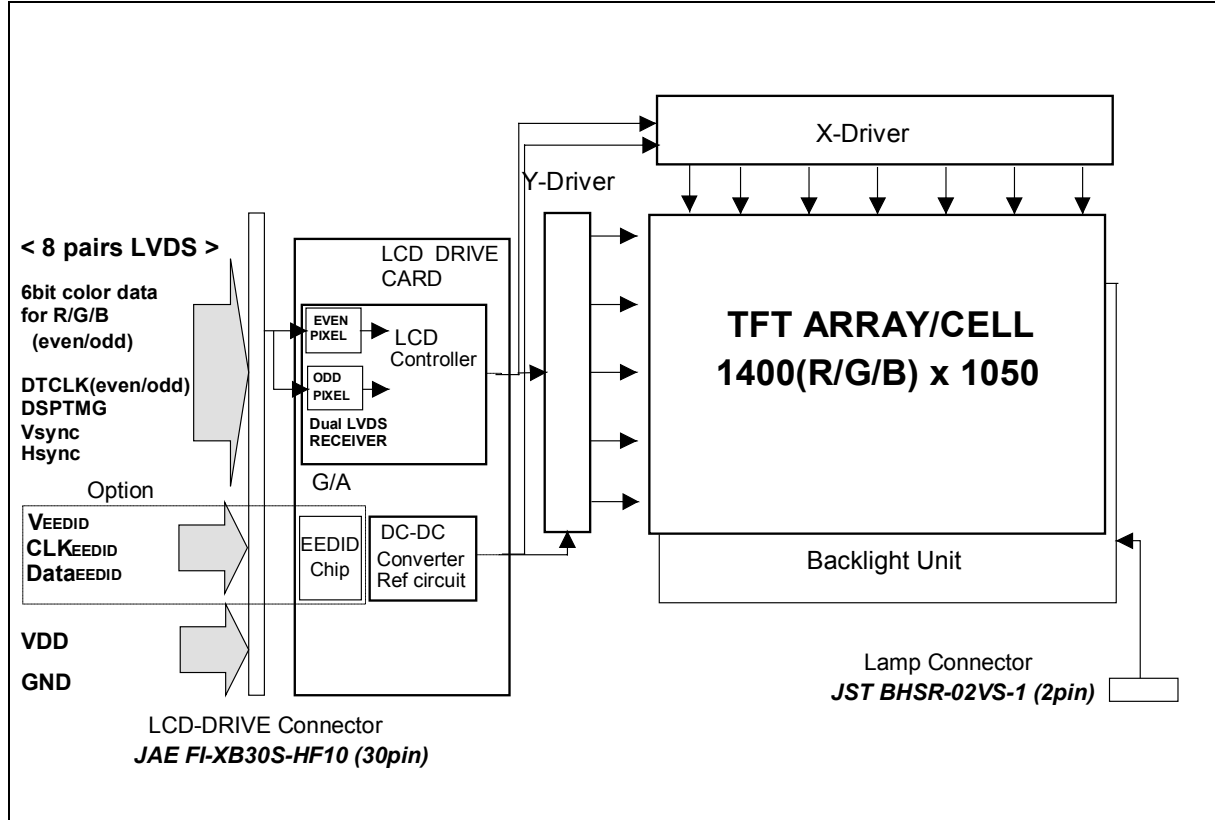 X-Driver
Y-Driver
< 8 pairs LVDS >
6bit color data
for R/G/B
(even/odd)
DTCLK(even/odd)
DSPTMG
Vsync
Hsync
LCD DRIVE
CARD
EVEN
PIXEL
LCD
Controller
ODD
PIXEL
Dual LVDS
RECEIVER
G/A
TFT ARRAY/CELL
1400(R/G/B) x 1050
Option
VEEDID
CLKEEDID
DataEEDID
EEDID
Chip
DC-DC
Converter
Ref circuit
Backlight Unit
VDD
GND
Lamp Connector
JST BHSR-02VS-1 (2pin)
LCD-DRIVE Connector
JAE FI-XB30S-HF10 (30pin)